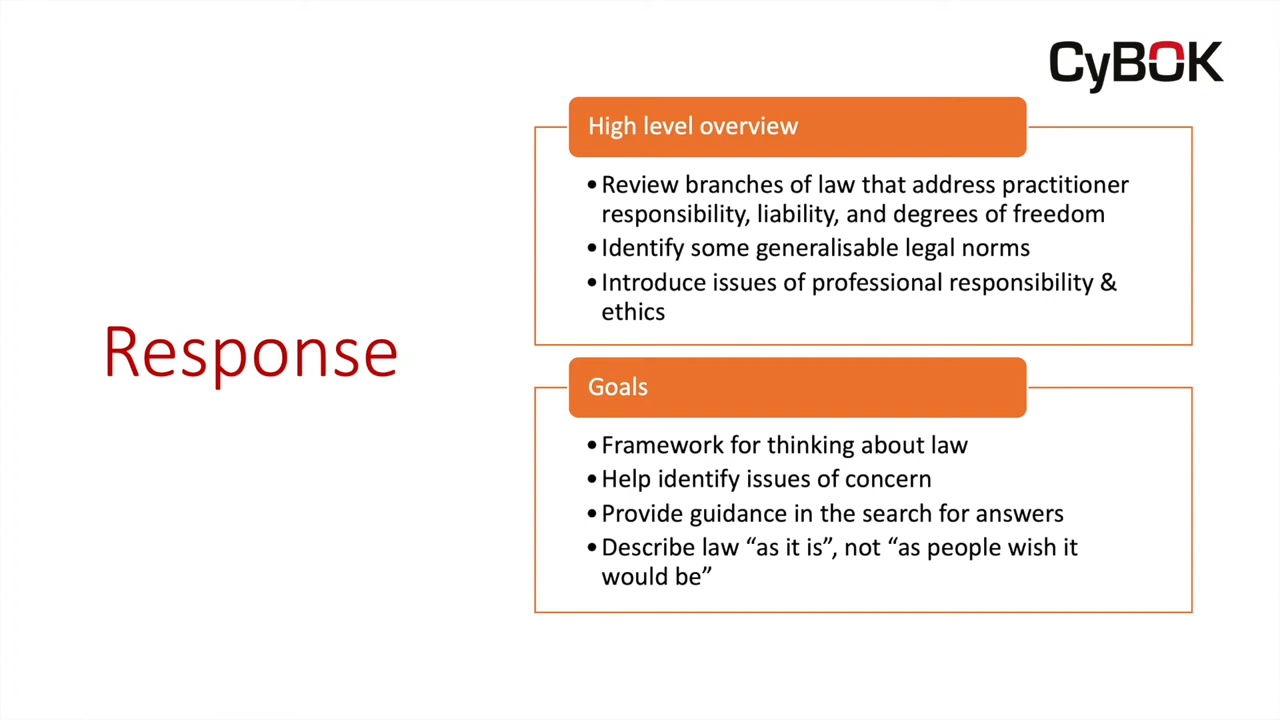 CyBOK
High level overview
• Review branches of law that address practitioner
responsibility, liability, and degrees of freedom
• Identify some generalisable legal norms
• Introduce issues of professional responsibility &
ethics
Response
Goals
• Framework for thinking about law
• Help identify issues of concern
• Provide guidance in the search for answers
• Describe law “as it is”, not “as people wish it
would be”